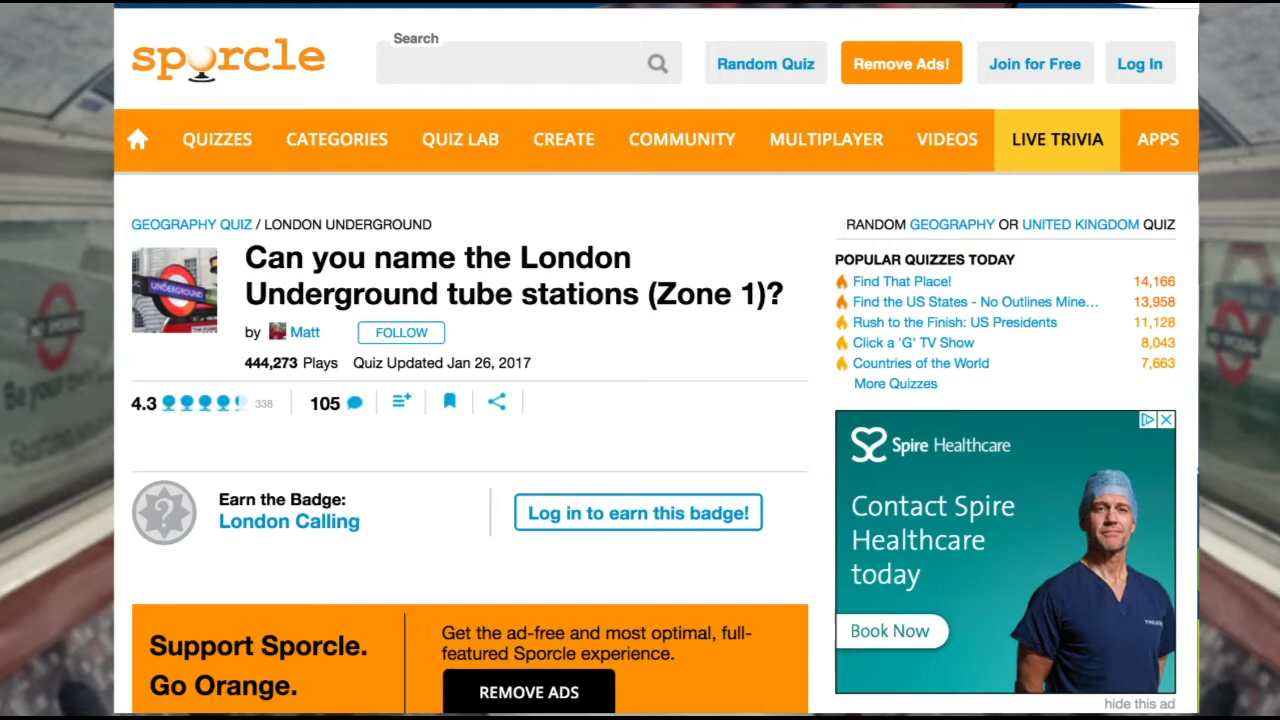 sporcle
Search
Random Quiz
Remove Ads!
Join for Free
Log In
QUIZZES
CATEGORIES
QUIZ LAB
CREATE
COMMUNITY
MULTIPLAYER
VIDEOS
LIVE TRIVIA
APPS
GEOGRAPHY QUIZ / LONDON UNDERGROUND
UNDERGROUND
Can you name the London
Underground tube stations (Zone 1)?
by Matt
FOLLOW
444,273 Plays Quiz Updated Jan 26, 2017
4.3 338
105
Earn the Badge:
London Calling
Log in to earn this badge!
Support Sporcle.
Go Orange.
Get the ad-free and most optimal, full-
featured Sporcle experience.
REMOVE ADS
RANDOM GEOGRAPHY OR UNITED KINGDOM QUIZ
POPULAR QUIZZES TODAY
Find That Place! 14,166
Find the US States - No Outlines Mine... 13,958
Rush to the Finish: US Presidents 11,128
Click a 'G' TV Show 8,043
Countries of the World 7,663
More Quizzes
Spire Healthcare
Contact Spire
Healthcare
today
Book Now
hide this ad
Be your